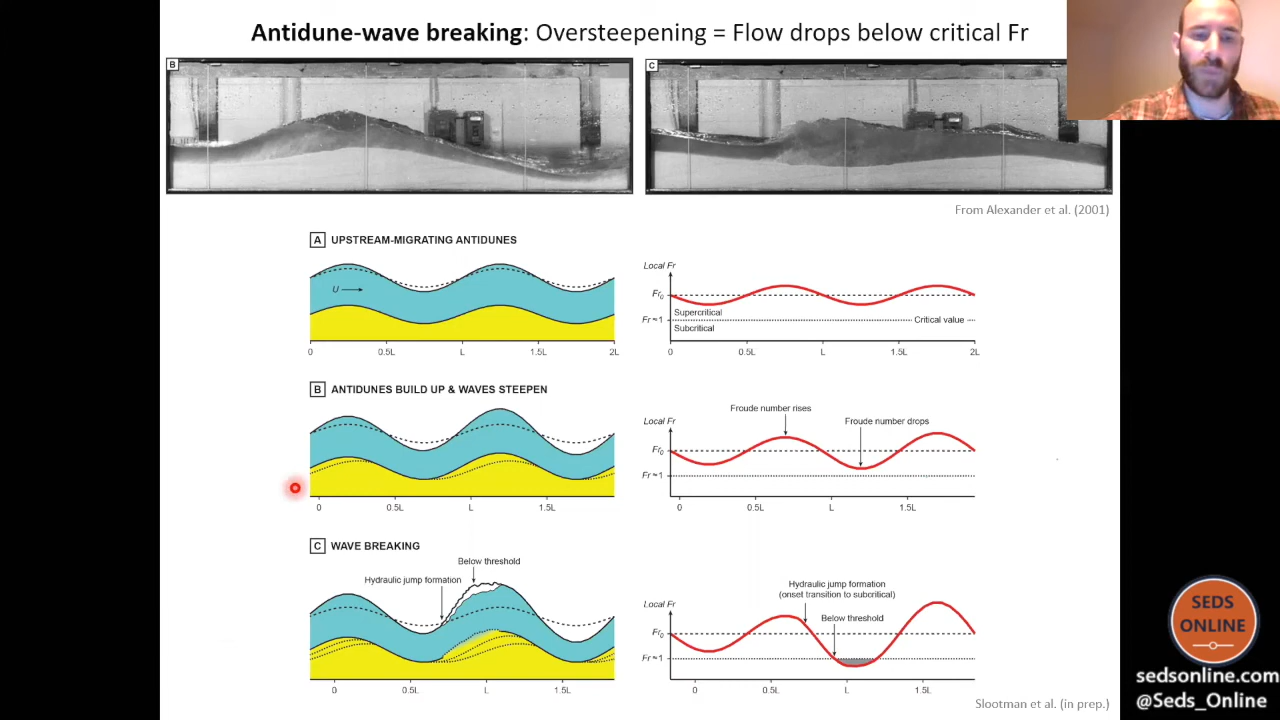 Antidune-wave breaking: Oversteepening = Flow drops below critical Fr
B
C
From Alexander et al. (2001)
A UPSTREAM-MIGRATING ANTIDUNES
U
0 0.5L L 1.5L 2L
Local Fr
Fr₀
Supercritical
Fr ≈ 1
Critical value
Subcritical
0 0.5L L 1.5L 2L
B ANTIDUNES BUILD UP & WAVES STEEPEN
0 0.5L L 1.5L
Froude number rises
Local Fr
Froude number drops
Fr₀
Fr ≈ 1
0 0.5L L 1.5L
C WAVE BREAKING
Below threshold
Hydraulic jump formation
0 0.5L L 1.5L
Hydraulic jump formation
(onset transition to subcritical)
Local Fr
Below threshold
Fr₀
Fr ≈ 1
0 0.5L L 1.5L
Slootman et al. (in prep.)
SEDS
ONLINE
sedsonline.com
@Seds_Online